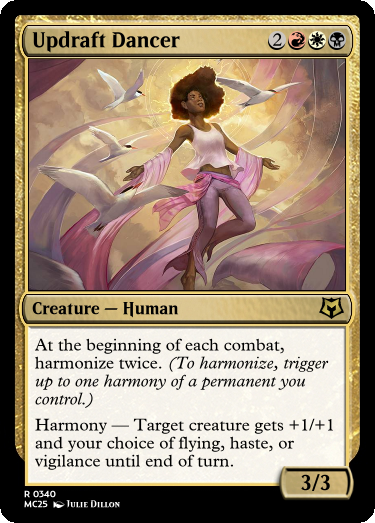 Updraft Dancer 2
Creature — Human
At the beginning of each combat,
harmonize twice. (To harmonize, trigger
up to one harmony of a permanent you
control.)
Harmony — Target creature gets +1/+1
and your choice of flying, haste, or
vigilance until end of turn.
3/3
R 0340
MC25 Julie Dillon